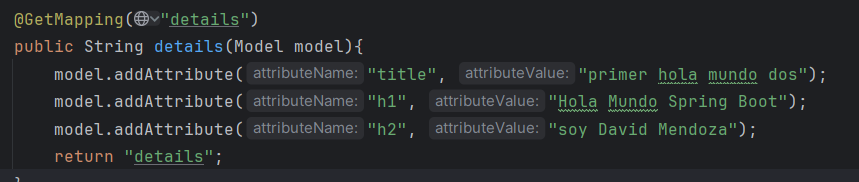 @GetMapping("details")
public String details(Model model){
model.addAttribute( attributeName: "title", attributeValue: "primer hola mundo dos");
model.addAttribute( attributeName: "h1", attributeValue: "Hola Mundo Spring Boot");
model.addAttribute( attributeName: "h2", attributeValue: "soy David Mendoza");
return "details";
}